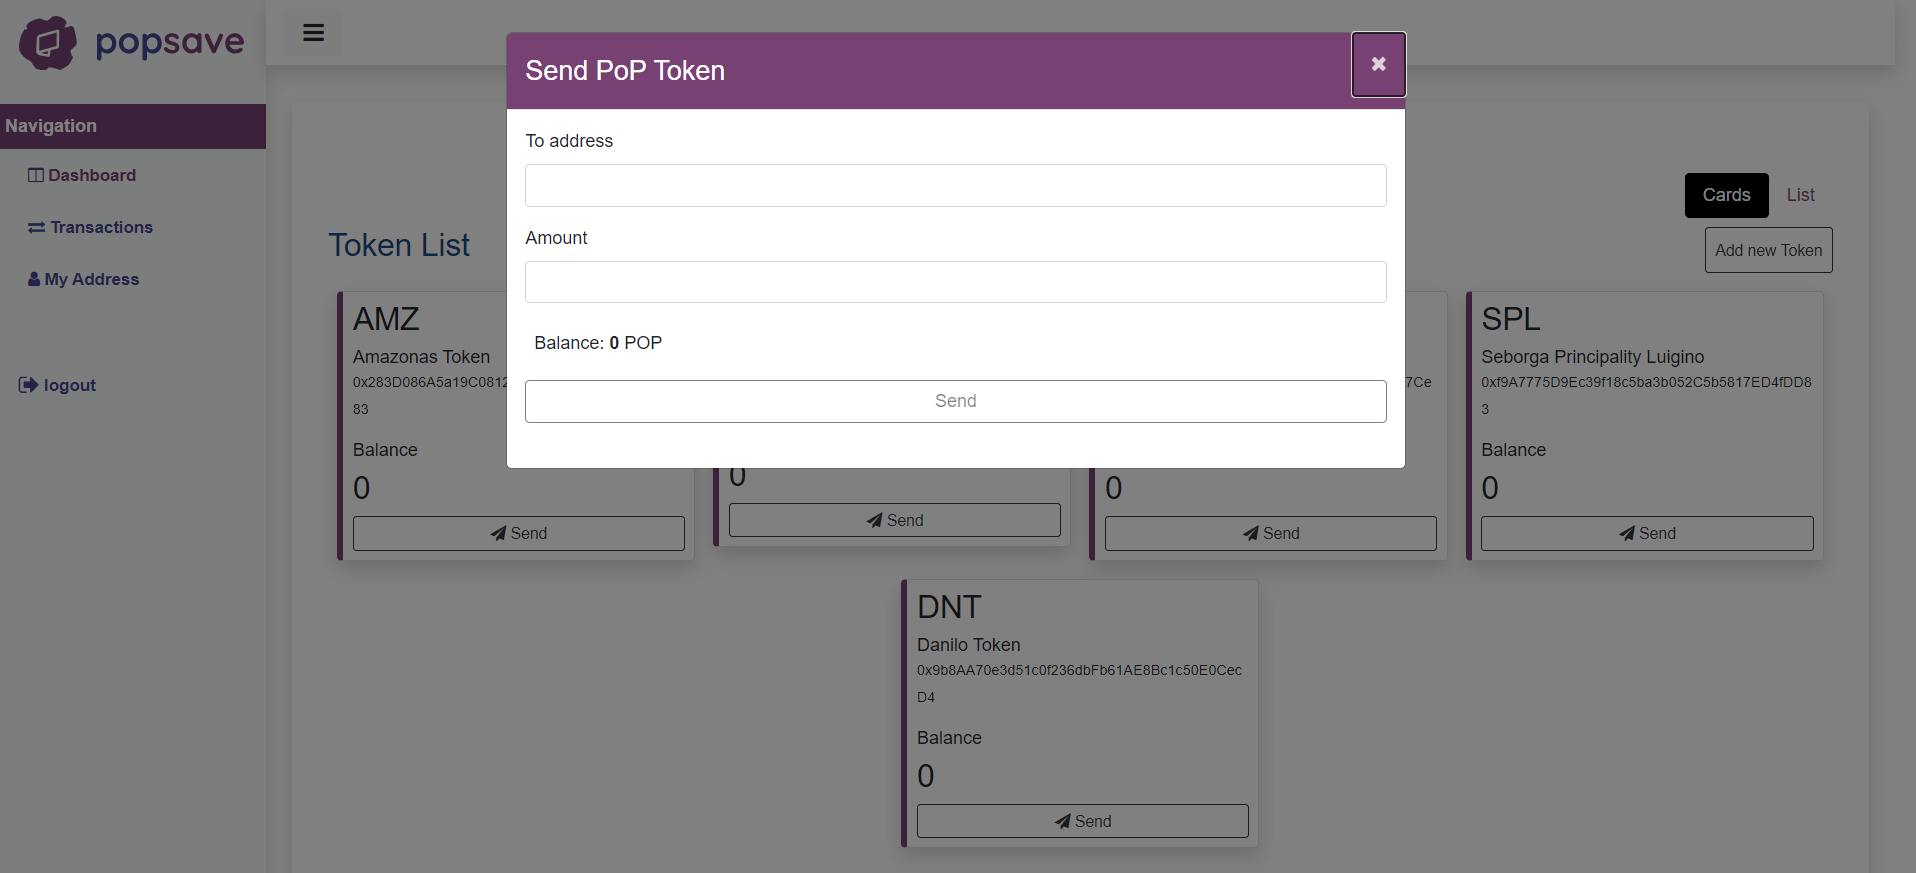 popsave
Send PoP Token
Navigation
Dashboard
Transactions
My Address
logout
To address
Amount
Balance: 0 POP
Send
Cards List
Token List
Add new Token
AMZ
Amazonas Token
0x283D086A5a19C0812
83
Balance
0
Send
0
Send
7Ce
0
Send
SPL
Seborga Principality Luigino
0xf9A7775D9Ec39f18c5ba3b052C5b5817ED4fDD8
3
Balance
0
Send
DNT
Danilo Token
0x9b8AA70e3d51c0f236dbFb61AE8Bc1c50E0Cec
D4
Balance
0
Send